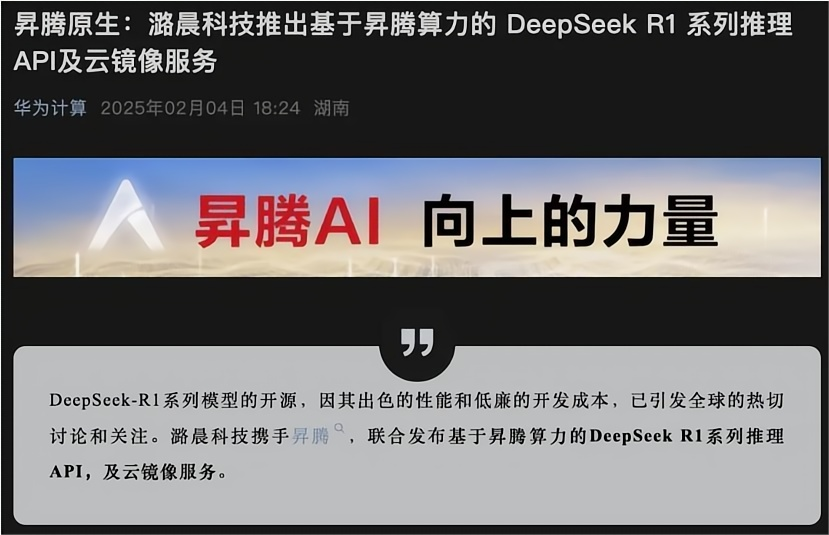 昇腾原生：潞晨科技推出基于昇腾算力的 DeepSeek R1 系列推理
API及云镜像服务
华为计算 2025年02月04日 18:24 湖南
昇腾AI 向上的力量
DeepSeek-R1系列模型的开源，因其出色的性能和低廉的开发成本，已引发全球的热切
讨论和关注。潞晨科技携手昇腾，联合发布基于昇腾算力的DeepSeek R1系列推理
API，及云镜像服务。